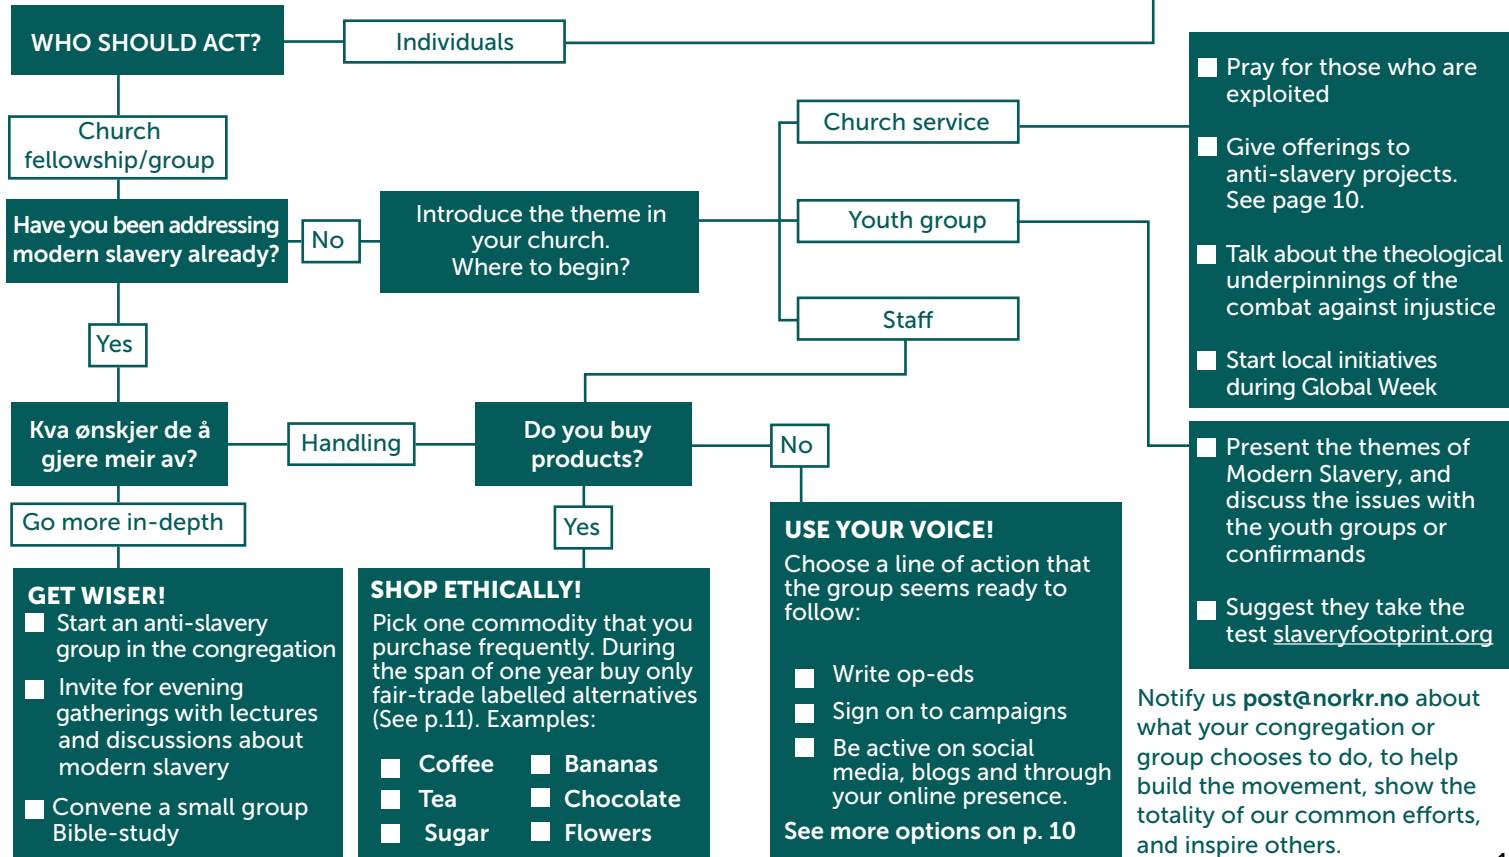 WHO SHOULD ACT?
Individuals
Church
fellowship/group
Have you been addressing
modern slavery already?
No
Introduce the theme in
your church.
Where to begin?
Church service
Youth group
Staff
Pray for those who are
exploited
Give offerings to
anti-slavery projects.
See page 10.
Talk about the theological
underpinnings of the
combat against injustice
Start local initiatives
during Global Week
Yes
Kva ønskjer de å
gjere meir av?
Handling
Do you buy
products?
No
Present the themes of
Modern Slavery, and
discuss the issues with
the youth groups or
confirmands
Suggest they take the
test slaveryfootprint.org
Go more in-depth
Yes
GET WISER!
Start an anti-slavery
group in the congregation
Invite for evening
gatherings with lectures
and discussions about
modern slavery
Convene a small group
Bible-study
SHOP ETHICALLY!
Pick one commodity that you
purchase frequently. During
the span of one year buy only
fair-trade labelled alternatives
(See p.11). Examples:
Coffee
Tea
Sugar
Bananas
Chocolate
Flowers
USE YOUR VOICE!
Choose a line of action that
the group seems ready to
follow:
Write op-eds
Sign on to campaigns
Be active on social
media, blogs and through
your online presence.
See more options on p. 10
Notify us post@norkr.no about
what your congregation or
group chooses to do, to help
build the movement, show the
totality of our common efforts,
and inspire others.